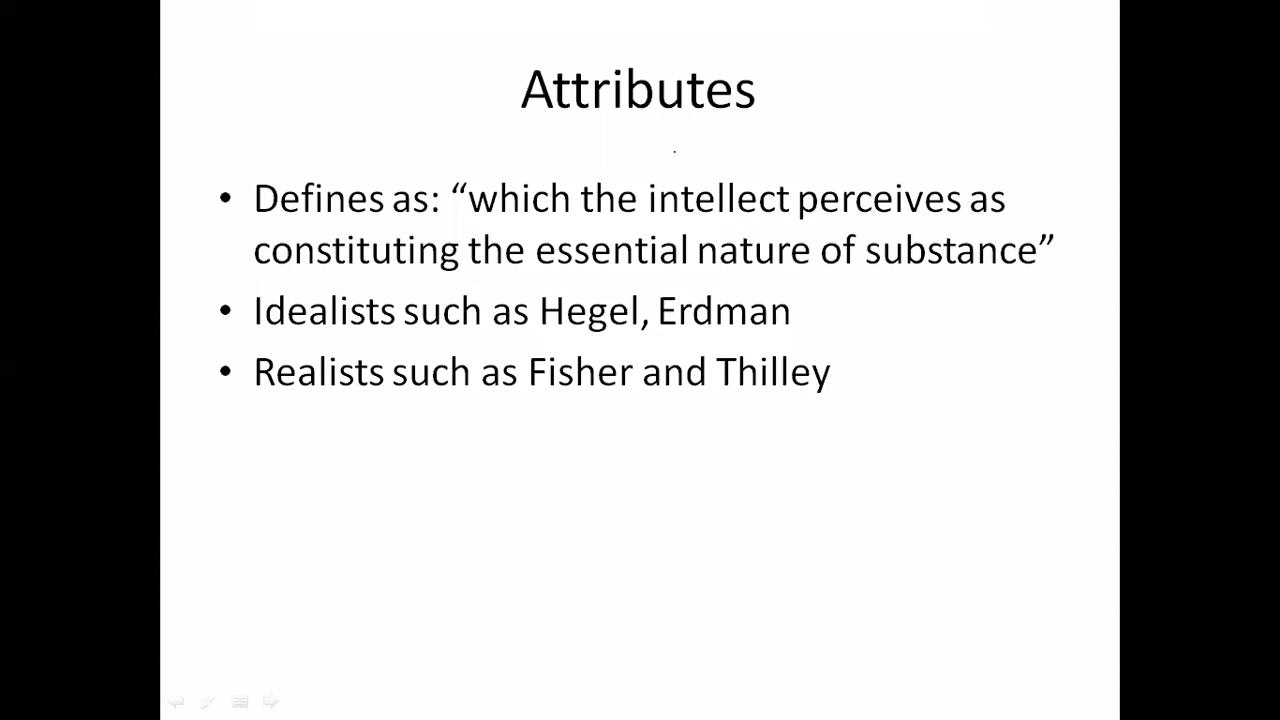 Attributes
• Defines as: “which the intellect perceives as
constituting the essential nature of substance”
• Idealists such as Hegel, Erdman
• Realists such as Fisher and Thilley